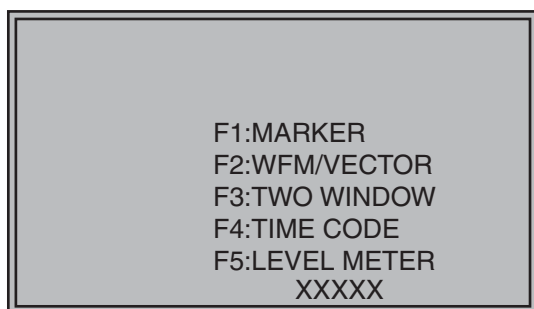 F1:MARKER
F2:WFM/VECTOR
F3:TWO WINDOW
F4:TIME CODE
F5:LEVEL METER
XXXXX